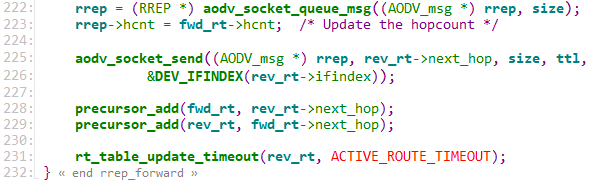 222: rrep = (RREP *) aodv_socket_queue_msg((AODV_msg *) rrep, size);
223: rrep->hcnt = fwd_rt->hcnt; /* Update the hopcount */
224:
225: aodv_socket_send((AODV_msg *) rrep, rev_rt->next_hop, size, ttl,
226: &DEV_IFINDEX(rev_rt->ifindex));
227:
228: precursor_add(fwd_rt, rev_rt->next_hop);
229: precursor_add(rev_rt, fwd_rt->next_hop);
230:
231: rt_table_update_timeout(rev_rt, ACTIVE_ROUTE_TIMEOUT);
232: } « end rrep_forward »